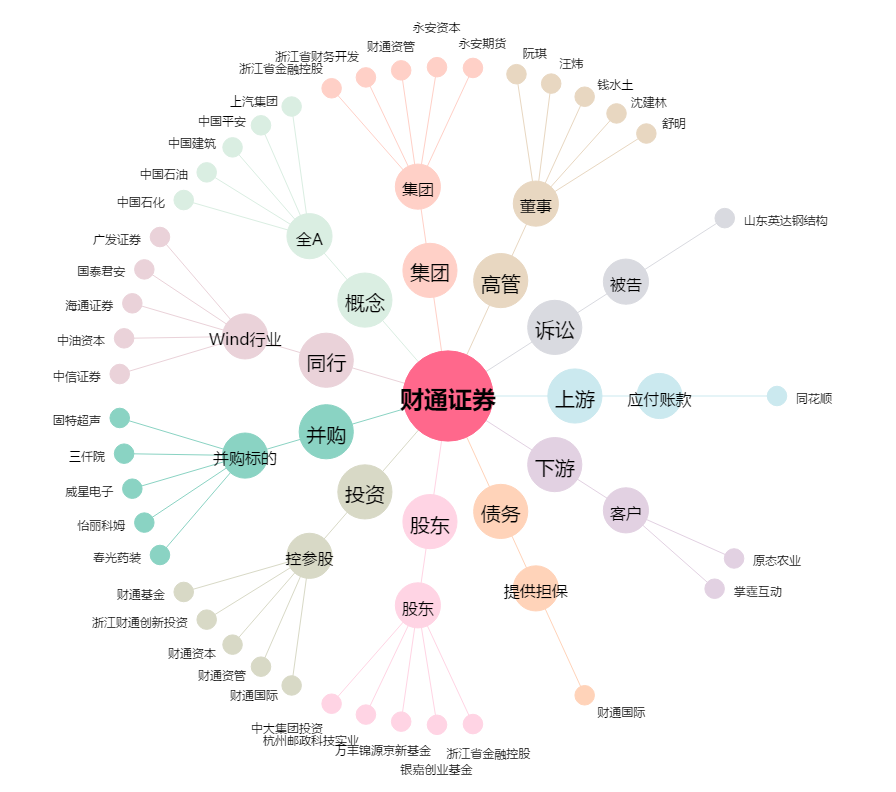 永安资本
永安期货
财通资管
浙江省财务开发
浙江省金融控股
阮琪
汪炜
钱水土
沈建林
舒明
上汽集团
中国平安
中国建筑
中国石油
中国石化
集团
董事
全A
山东英达钢结构
广发证券
国泰君安
海通证券
中油资本
中信证券
集团
高管
被告
概念
诉讼
Wind行业
同行
财通证券
上游
应付账款
同花顺
固特超声
三仟院
威星电子
怡丽科姆
春光药装
并购
并购标的
下游
投资
股东
债务
客户
控参股
原态农业
掌霆互动
提供担保
股东
财通基金
浙江财通创新投资
财通资本
财通资管
财通国际
财通国际
中大集团投资
杭州邮政科技实业
万丰锦源京新基金
银嘉创业基金
浙江省金融控股